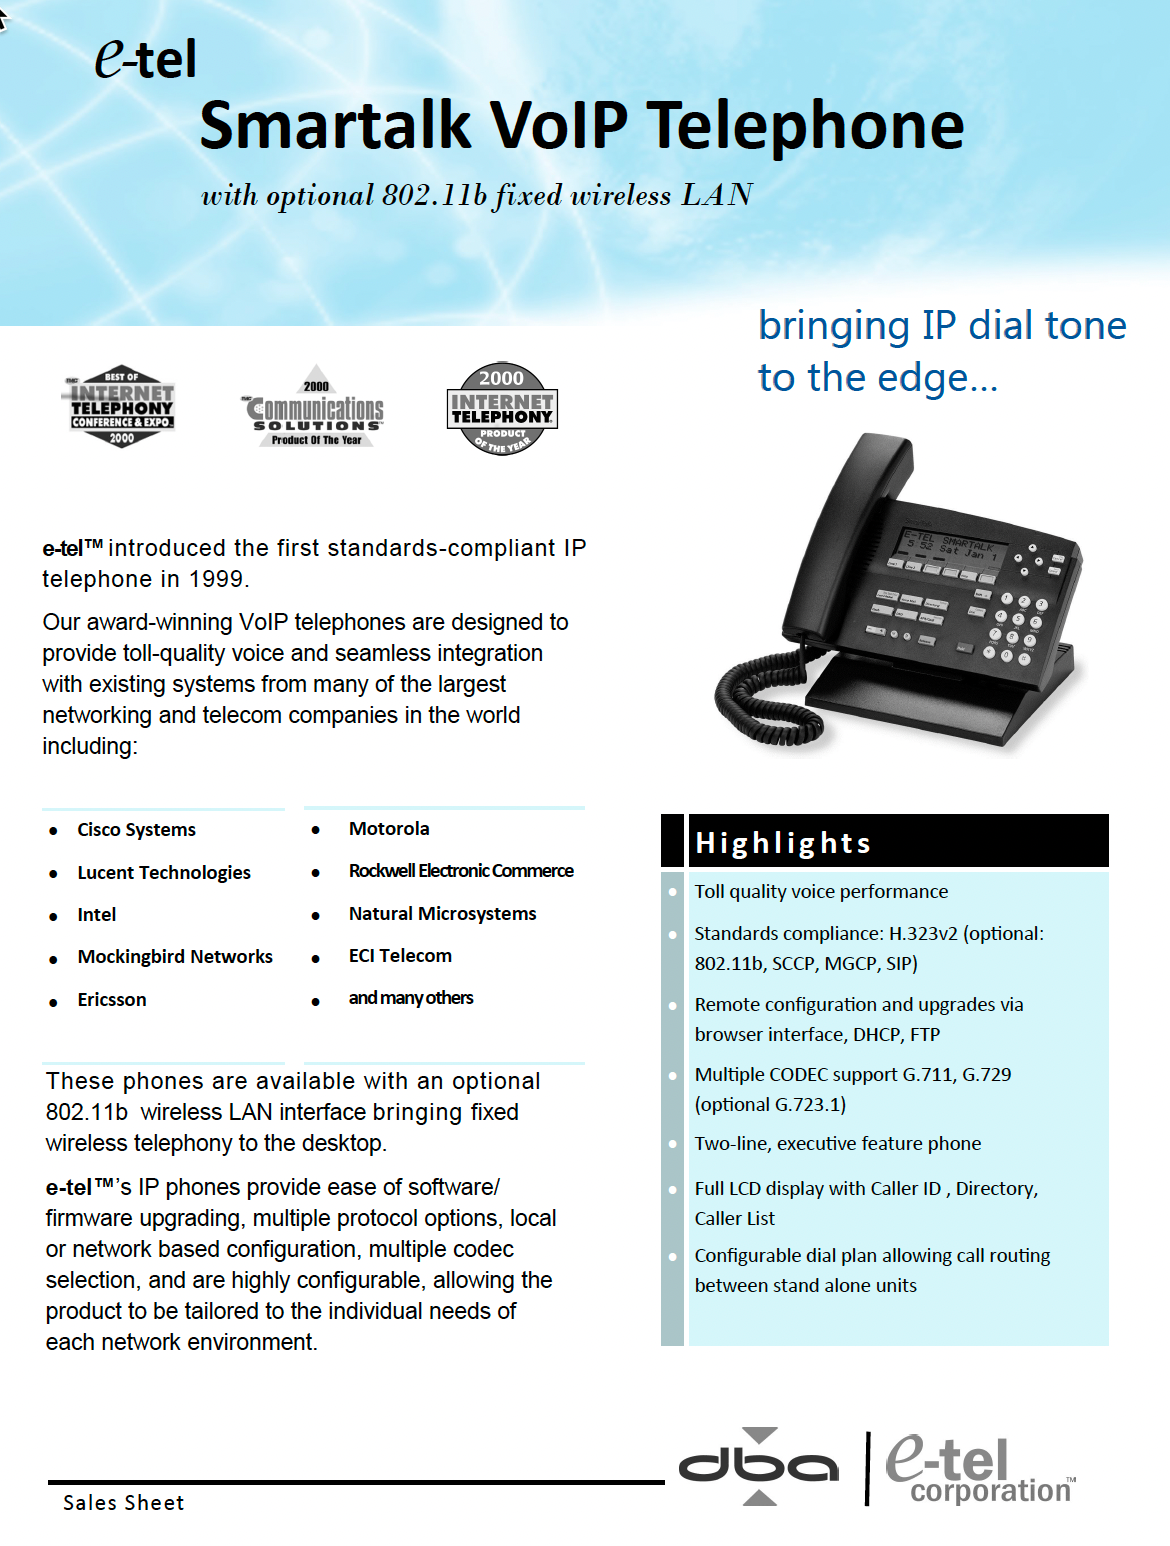 e-tel
Smartalk VoIP Telephone
with optional 802.11b fixed wireless LAN
bringing IP dial tone
to the edge...
BEST OF
INTERNET
TELEPHONY
CONFERENCE & EXPO
2000
2000
Communications
SOLUTIONS
Product Of The Year
2000
INTERNET
TELEPHONY
PRODUCT
OF THE YEAR
E-TEL SMARTALK
5 52 Sat Jan 1
e-tel™ introduced the first standards-compliant IP
telephone in 1999.
Our award-winning VoIP telephones are designed to
provide toll-quality voice and seamless integration
with existing systems from many of the largest
networking and telecom companies in the world
including:
• Cisco Systems
• Lucent Technologies
• Intel
• Mockingbird Networks
• Ericsson
• Motorola
• Rockwell Electronic Commerce
• Natural Microsystems
• ECI Telecom
• and many others
These phones are available with an optional
802.11b wireless LAN interface bringing fixed
wireless telephony to the desktop.
e-tel™'s IP phones provide ease of software/
firmware upgrading, multiple protocol options, local
or network based configuration, multiple codec
selection, and are highly configurable, allowing the
product to be tailored to the individual needs of
each network environment.
Highlights
• Toll quality voice performance
• Standards compliance: H.323v2 (optional:
802.11b, SCCP, MGCP, SIP)
• Remote configuration and upgrades via
browser interface, DHCP, FTP
• Multiple CODEC support G.711, G.729
(optional G.723.1)
• Two-line, executive feature phone
• Full LCD display with Caller ID , Directory,
Caller List
• Configurable dial plan allowing call routing
between stand alone units
Sales Sheet
dba
e-tel
corporation™